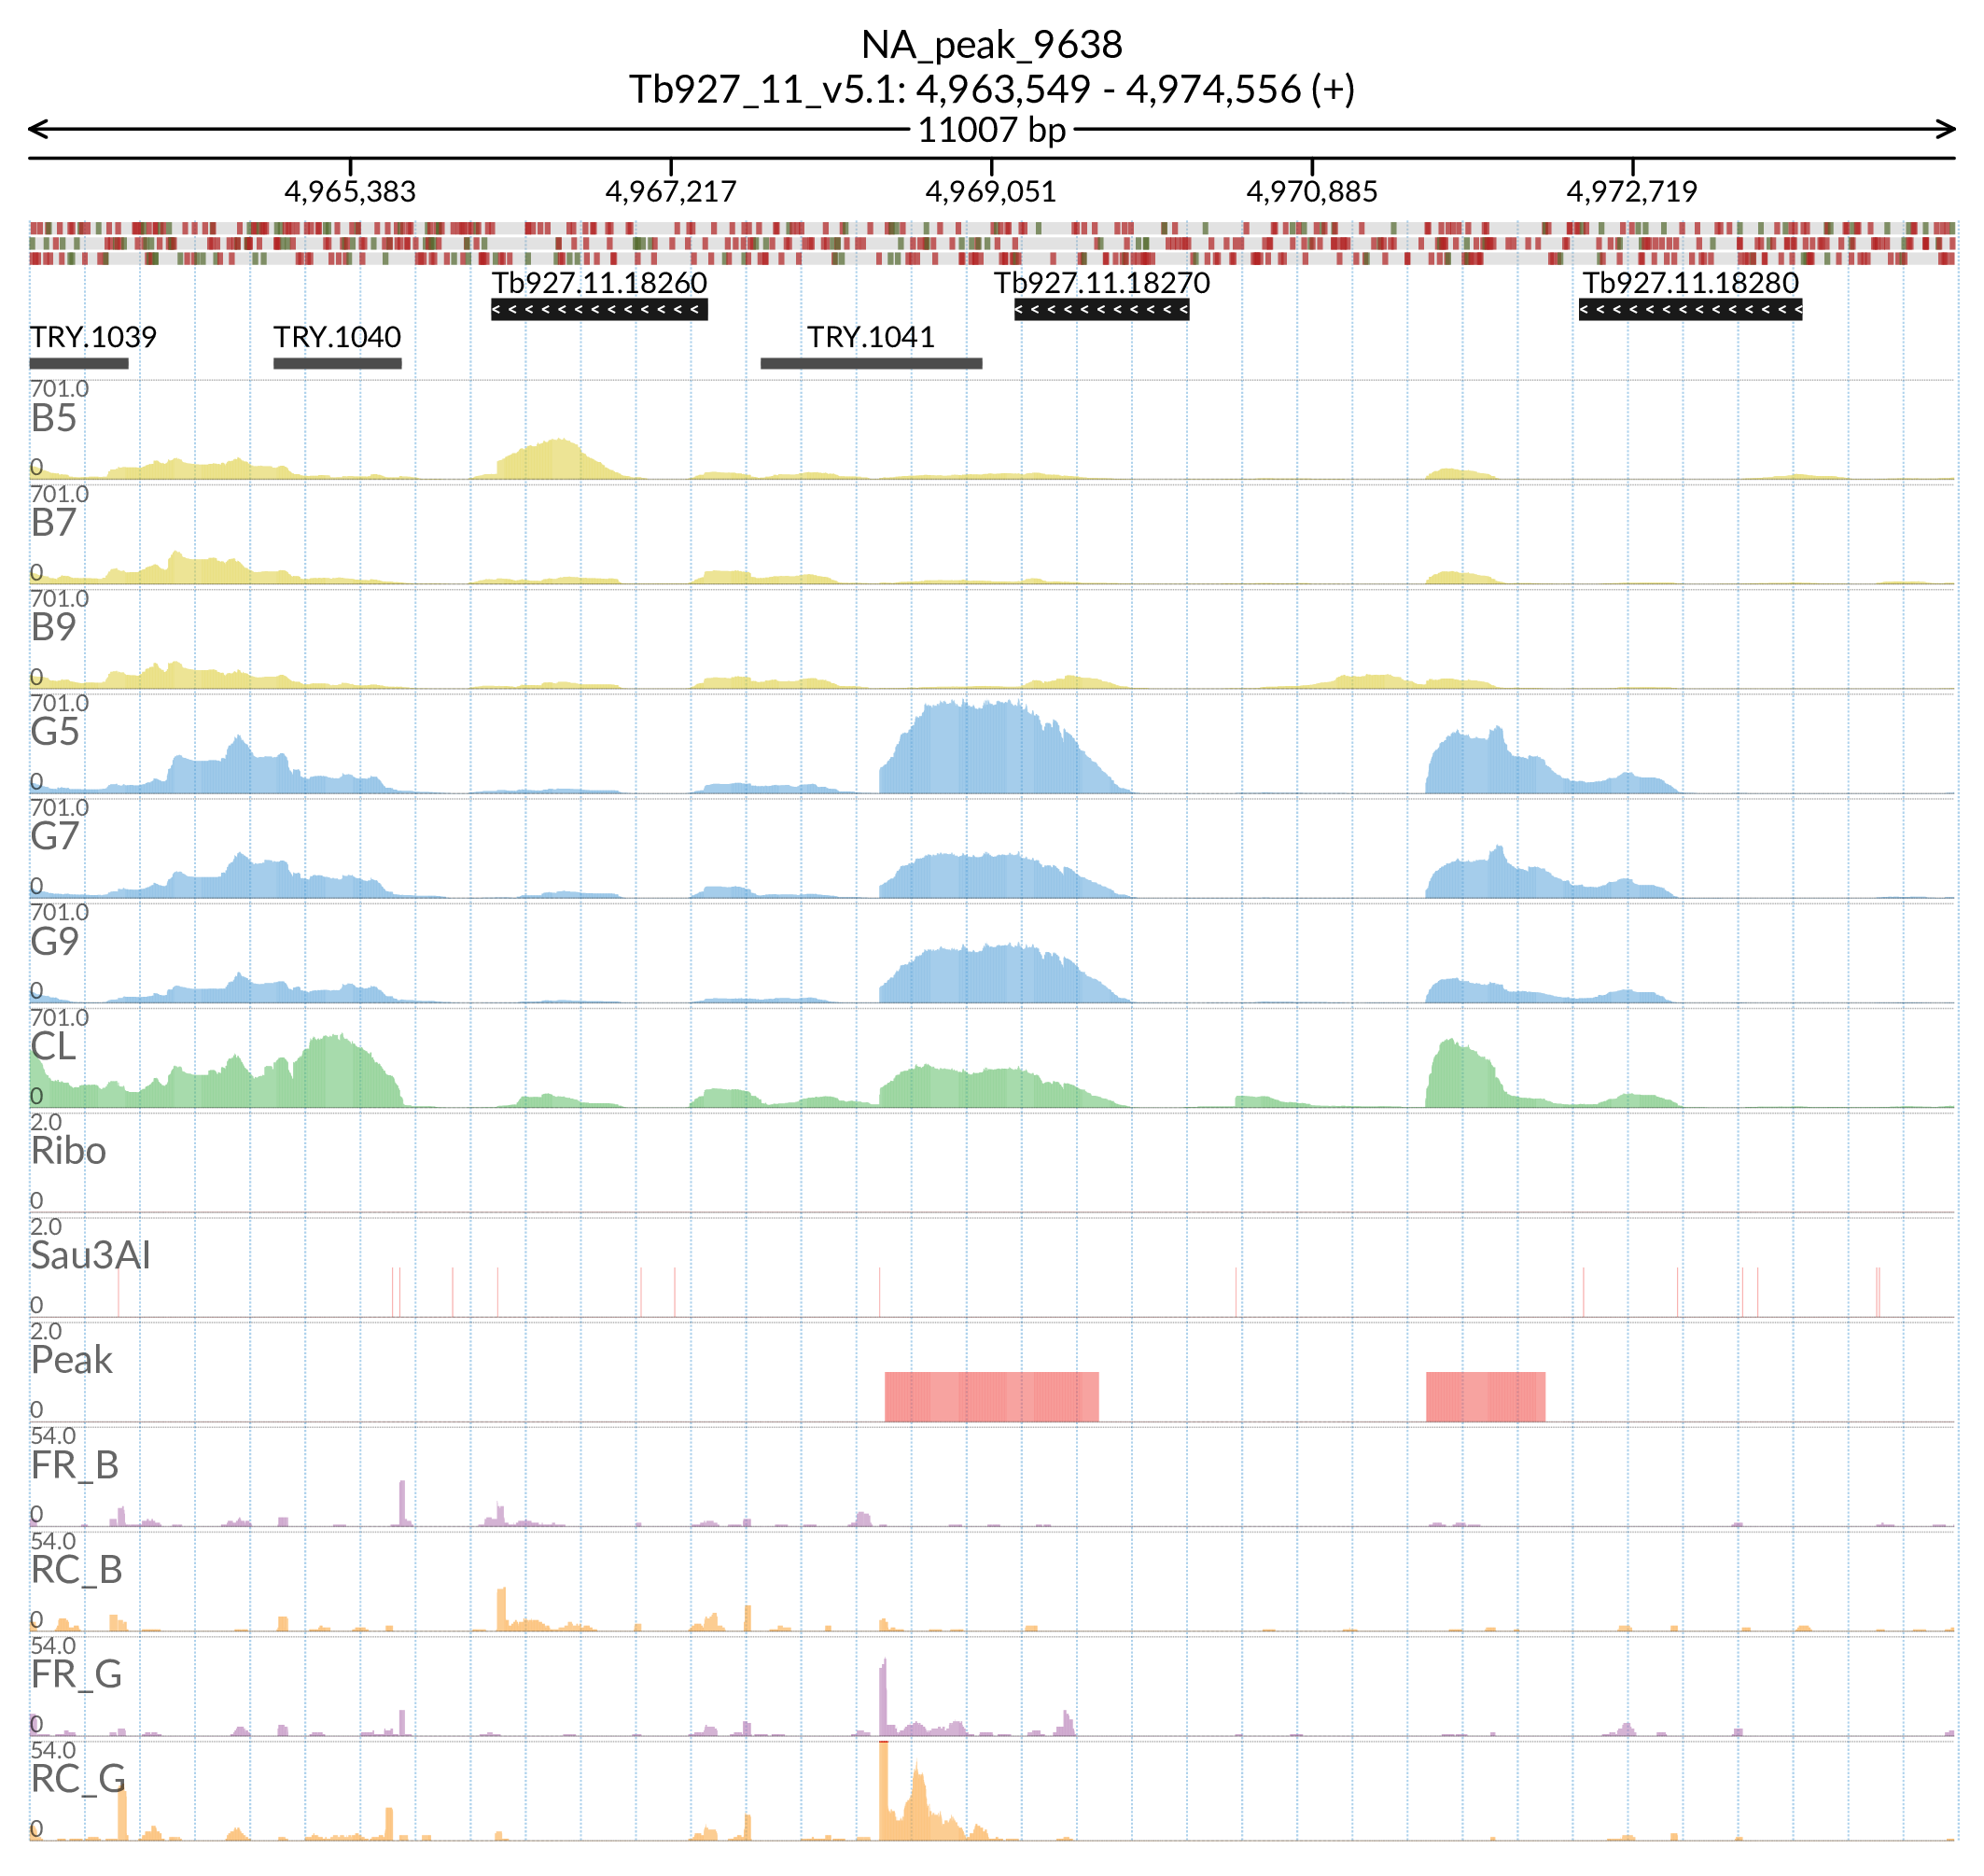 NA_peak_9638
Tb927_11_v5.1: 4,963,549 - 4,974,556 (+)
11007 bp
4,965,383 4,967,217 4,969,051 4,970,885 4,972,719
Tb927.11.18260 Tb927.11.18270 Tb927.11.18280
TRY.1039 TRY.1040 TRY.1041
701.0
B5
0
701.0
B7
0
701.0
B9
0
701.0
G5
0
701.0
G7
0
701.0
G9
0
701.0
CL
0
2.0
Ribo
0
2.0
Sau3AI
0
2.0
Peak
0
54.0
FR_B
0
54.0
RC_B
0
54.0
FR_G
0
54.0
RC_G
0